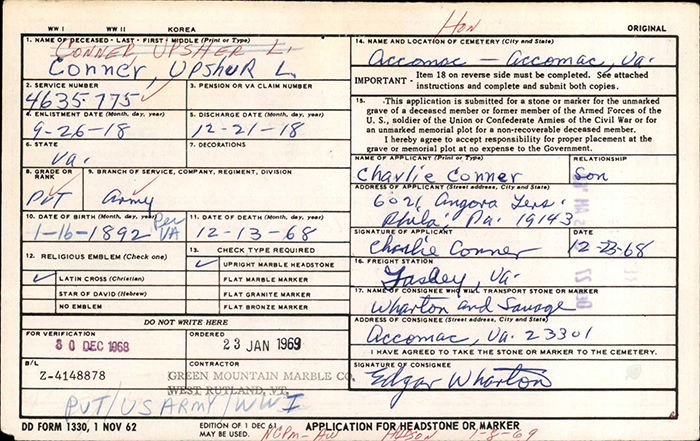 Hon
WW I WW II KOREA ORIGINAL
1. NAME OF DECEASED - LAST - FIRST - MIDDLE (Print or Type)
CONNER, UPSHER L.
Conner, UPSHUR L.
2. SERVICE NUMBER
4635-775
3. PENSION OR VA CLAIM NUMBER
4. ENLISTMENT DATE (Month, day, year)
9-26-18
5. DISCHARGE DATE (Month, day, year)
12-21-18
6. STATE
Va.
7. DECORATIONS
8. GRADE OR RANK
Pvt
9. BRANCH OF SERVICE, COMPANY, REGIMENT, DIVISION
Army
10. DATE OF BIRTH (Month, day, year)
1-16-1892 Per VA
11. DATE OF DEATH (Month, day, year)
12-13-68
12. RELIGIOUS EMBLEM (Check one)
LATIN CROSS (Christian)
STAR OF DAVID (Hebrew)
NO EMBLEM
13. CHECK TYPE REQUIRED
UPRIGHT MARBLE HEADSTONE
FLAT MARBLE MARKER
FLAT GRANITE MARKER
FLAT BRONZE MARKER
DO NOT WRITE HERE
FOR VERIFICATION
30 DEC 1968
ORDERED
23 JAN 1969
B/L
Z-4148878
CONTRACTOR
GREEN MOUNTAIN MARBLE CO.
WEST RUTLAND, VT.
PVT/US ARMY/WW I
14. NAME AND LOCATION OF CEMETERY (City and State)
Accomac - Accomac, Va.
IMPORTANT - Item 18 on reverse side must be completed. See attached
instructions and complete and submit both copies.
15. This application is submitted for a stone or marker for the unmarked
grave of a deceased member or former member of the Armed Forces of the
U. S., soldier of the Union or Confederate Armies of the Civil War or for
an unmarked memorial plot for a non-recoverable deceased member.
I hereby agree to accept responsibility for proper placement at the
grave or memorial plot at no expense to the Government.
NAME OF APPLICANT (Print or Type)
Charlie Conner
RELATIONSHIP
Son
ADDRESS OF APPLICANT (Street address, City and State)
6021 Angora Ters.
Phila, Pa. 19143
SIGNATURE OF APPLICANT
Charlie Conner
DATE
12-23-68
16. FREIGHT STATION
Tasley, Va.
17. NAME OF CONSIGNEE WHO WILL TRANSPORT STONE OR MARKER
Wharton and Savage
ADDRESS OF CONSIGNEE (Street address, City and State)
Accomac, Va. 23301
I HAVE AGREED TO TAKE THE STONE OR MARKER TO THE CEMETERY.
SIGNATURE OF CONSIGNEE
Edgar Wharton
DD FORM 1330, 1 NOV 62
EDITION OF 1 DEC 61
MAY BE USED.
APPLICATION FOR HEADSTONE OR MARKER
HUDSON 1-8-69